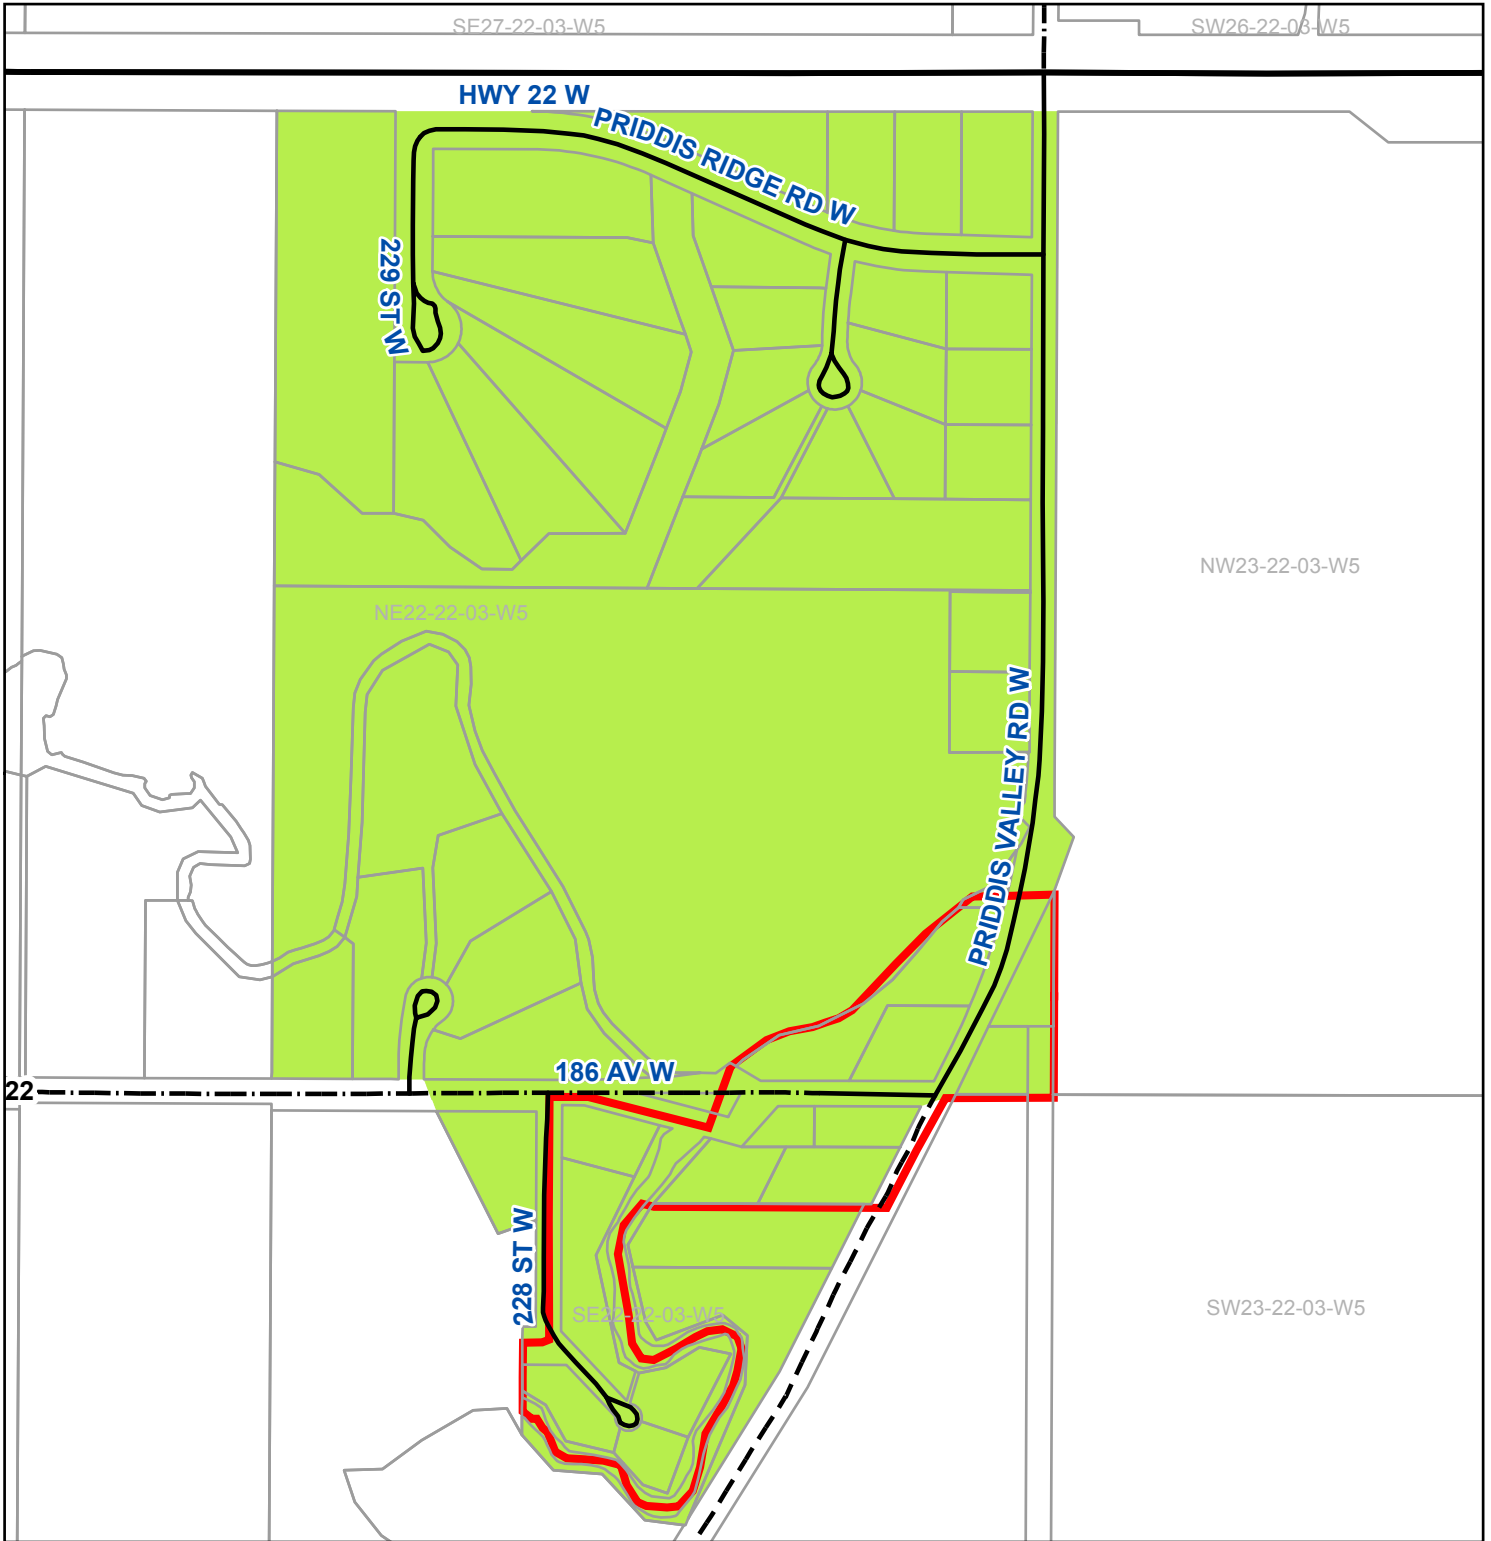 SE27-22-03-W5
SW26-22-03-W5
HWY 22 W
PRIDDIS RIDGE RD W
229 ST W
NW23-22-03-W5
NE22-22-03-W5
PRIDDIS VALLEY RD W
186 AV W
22
228 ST W
SE22-22-03-W5
SW23-22-03-W5